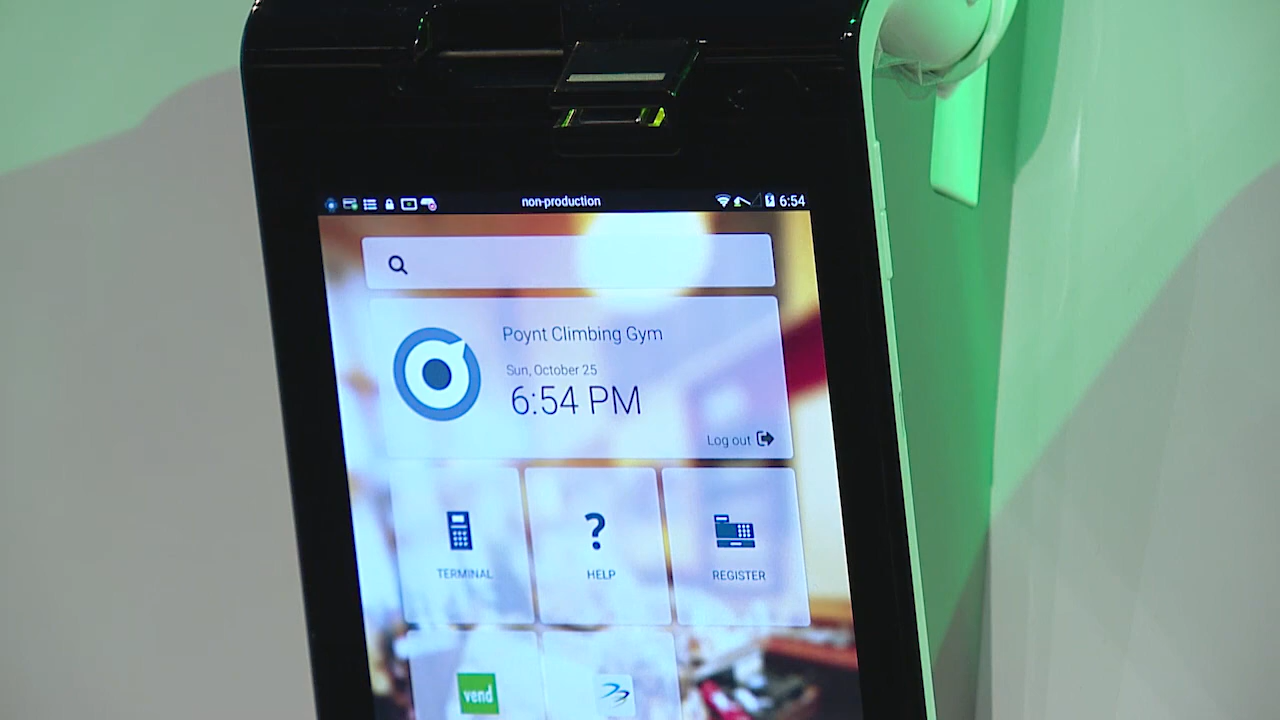 non-production
6:54
Poynt Climbing Gym
Sun, October 25
6:54 PM
Log out
TERMINAL
HELP
REGISTER
vend